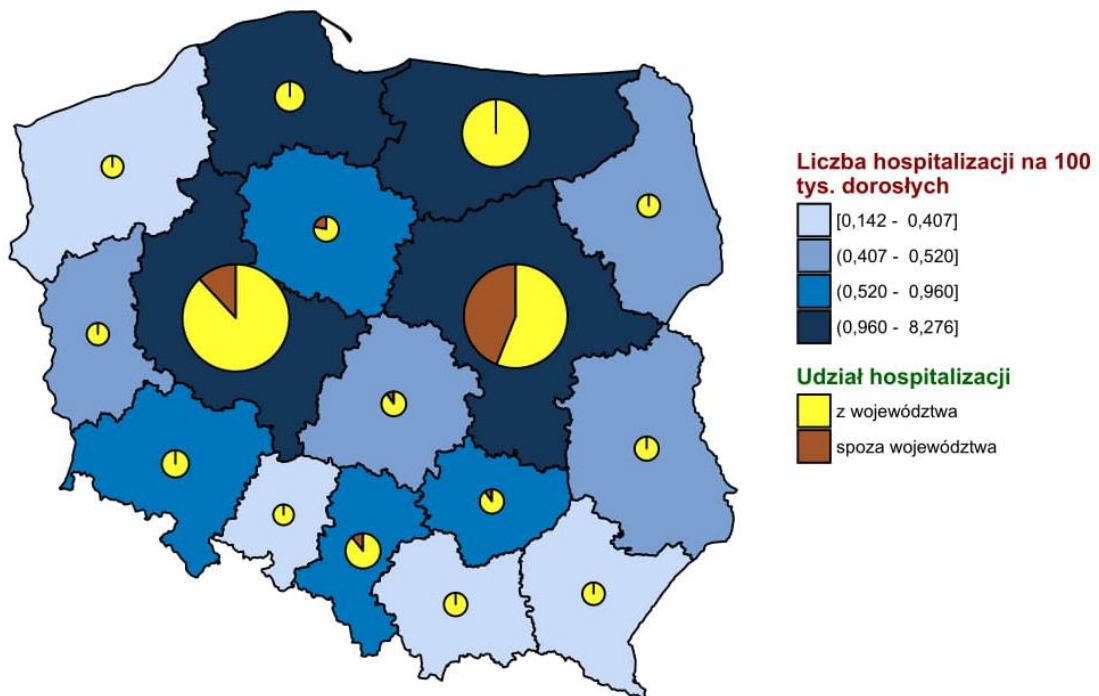 Liczba hospitalizacji na 100
tys. dorosłych
[0,142 - 0,407]
(0,407 - 0,520]
(0,520 - 0,960]
(0,960 - 8,276]
Udział hospitalizacji
z województwa
spoza województwa